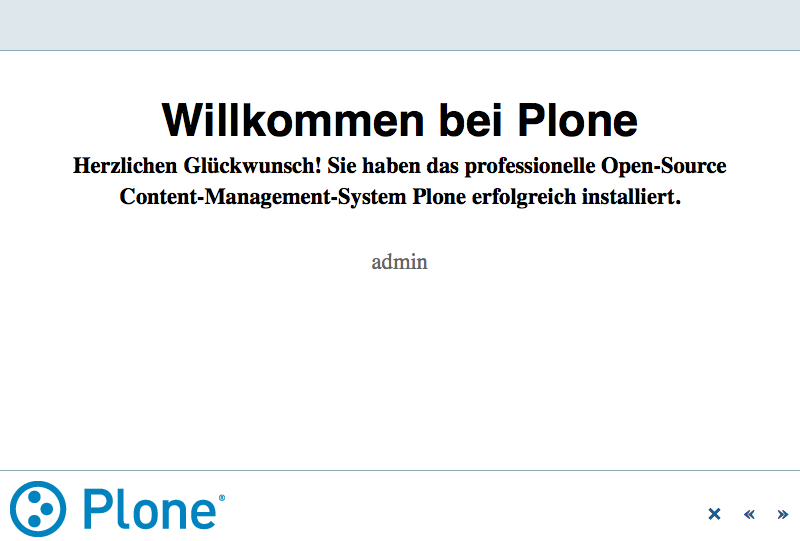 Willkommen bei Plone
Herzlichen Glückwunsch! Sie haben das professionelle Open-Source
Content-Management-System Plone erfolgreich installiert.
admin
Plone®
× « »